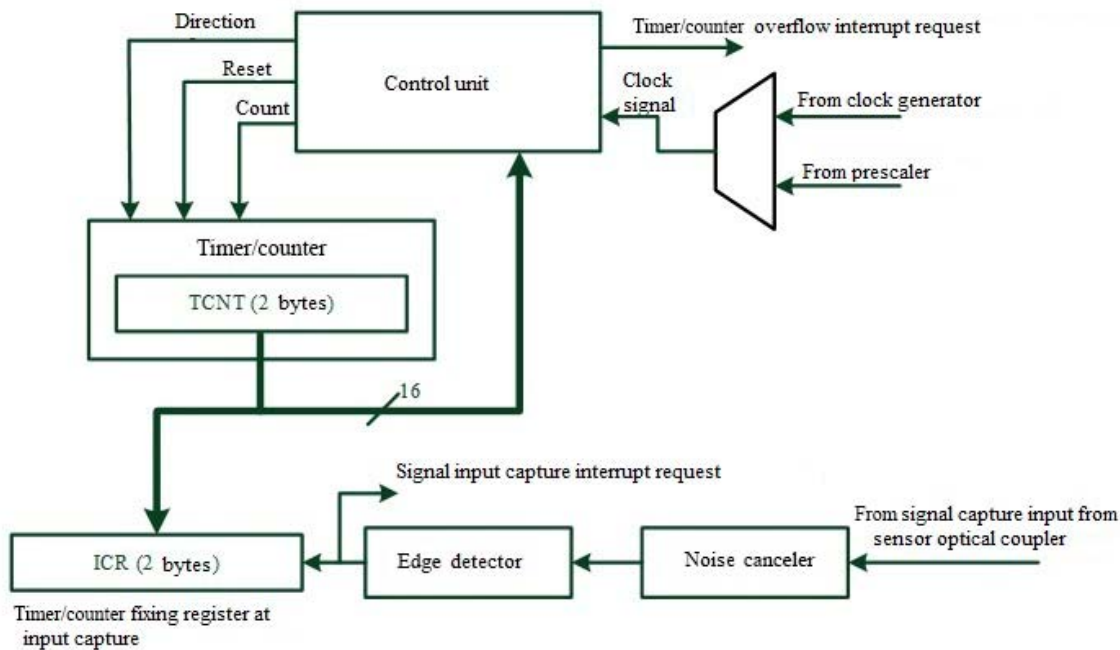 Direction
Timer/counter overflow interrupt request
Reset
Control unit
Clock
signal
Count
From clock generator
From prescaler
Timer/counter
TCNT (2 bytes)
16
Signal input capture interrupt request
From signal capture input from
sensor optical coupler
ICR (2 bytes)
Edge detector
Noise canceler
Timer/counter fixing register at
input capture